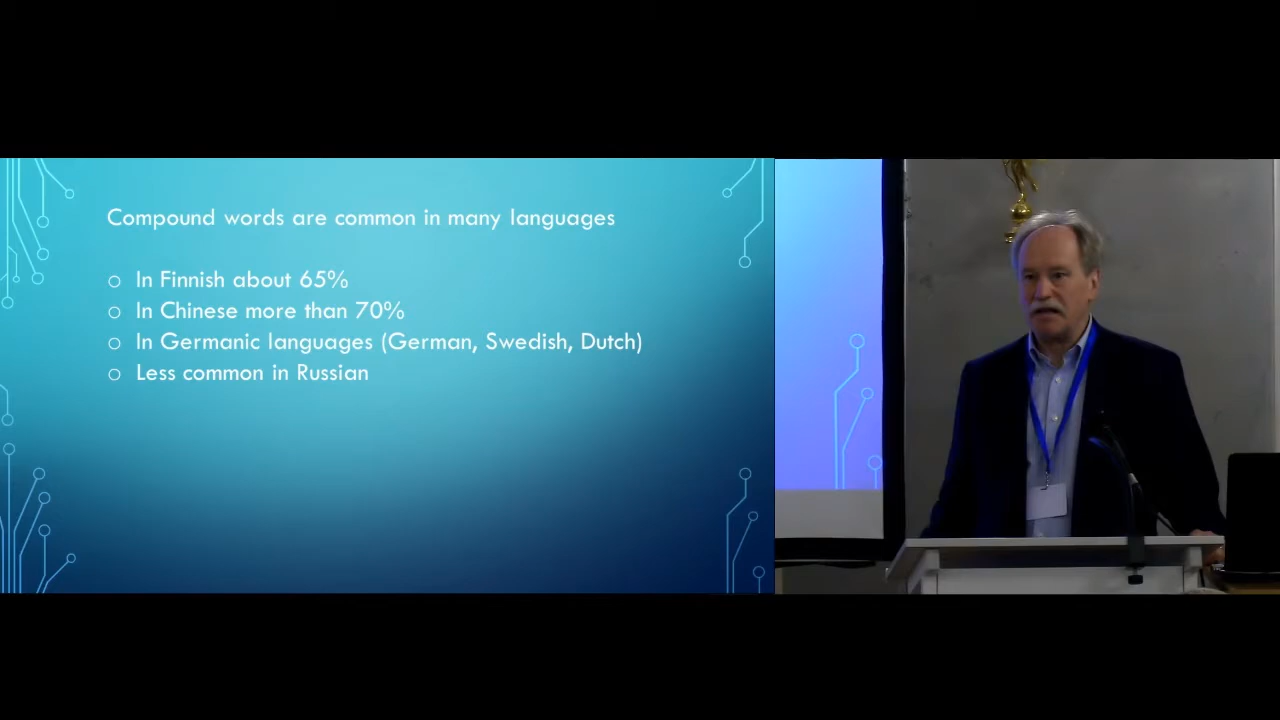 Compound words are common in many languages
In Finnish about 65%
In Chinese more than 70%
In Germanic languages (German, Swedish, Dutch)
Less common in Russian